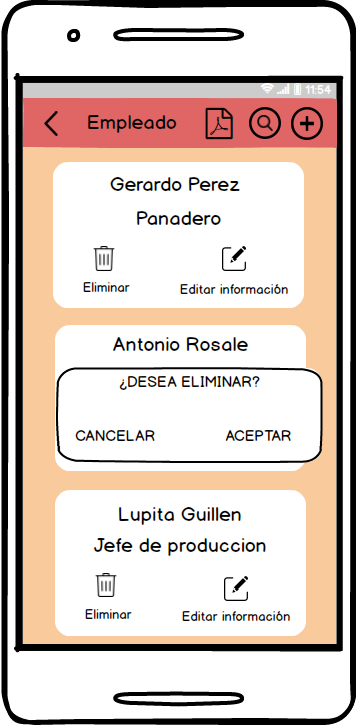 11:54
Empleado
Gerardo Perez
Panadero
Eliminar
Editar información
Antonio Rosale
¿DESEA ELIMINAR?
CANCELAR
ACEPTAR
Lupita Guillen
Jefe de produccion
Eliminar
Editar información